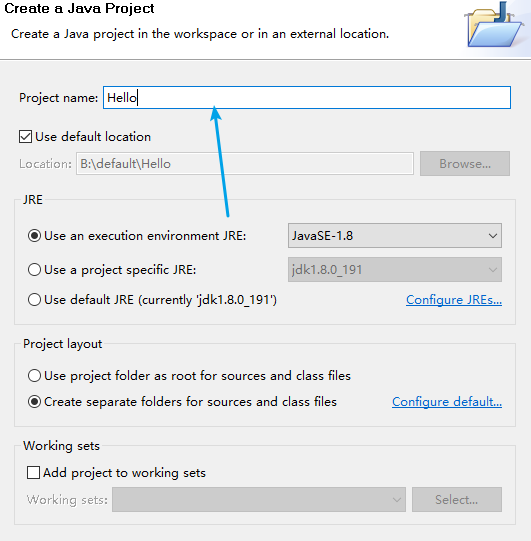 Create a Java Project
Create a Java project in the workspace or in an external location.
Project name: Hello
Use default location
Location: B:\default\Hello Browse...
JRE
Use an execution environment JRE: JavaSE-1.8
Use a project specific JRE: jdk1.8.0_191
Use default JRE (currently 'jdk1.8.0_191') Configure JREs...
Project layout
Use project folder as root for sources and class files
Create separate folders for sources and class files Configure default...
Working sets
Add project to working sets
Working sets: Select...